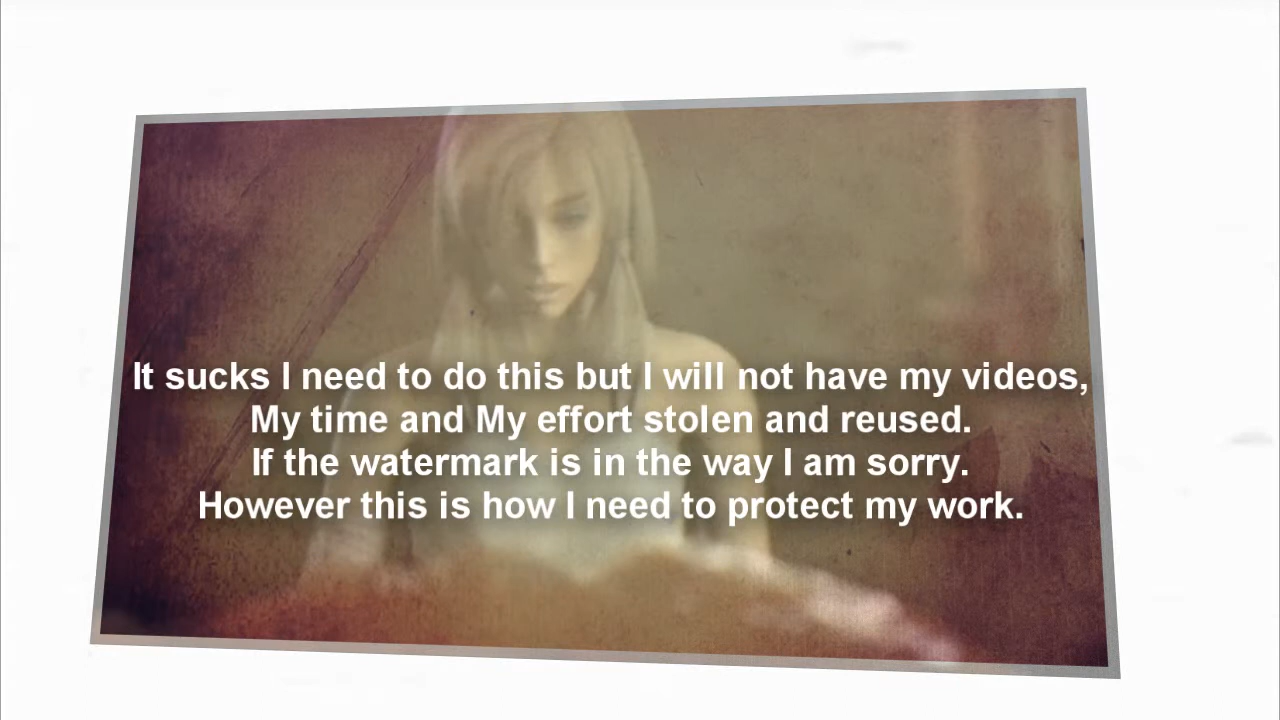 It sucks I need to do this but I will not have my videos,
My time and My effort stolen and reused.
If the watermark is in the way I am sorry.
However this is how I need to protect my work.